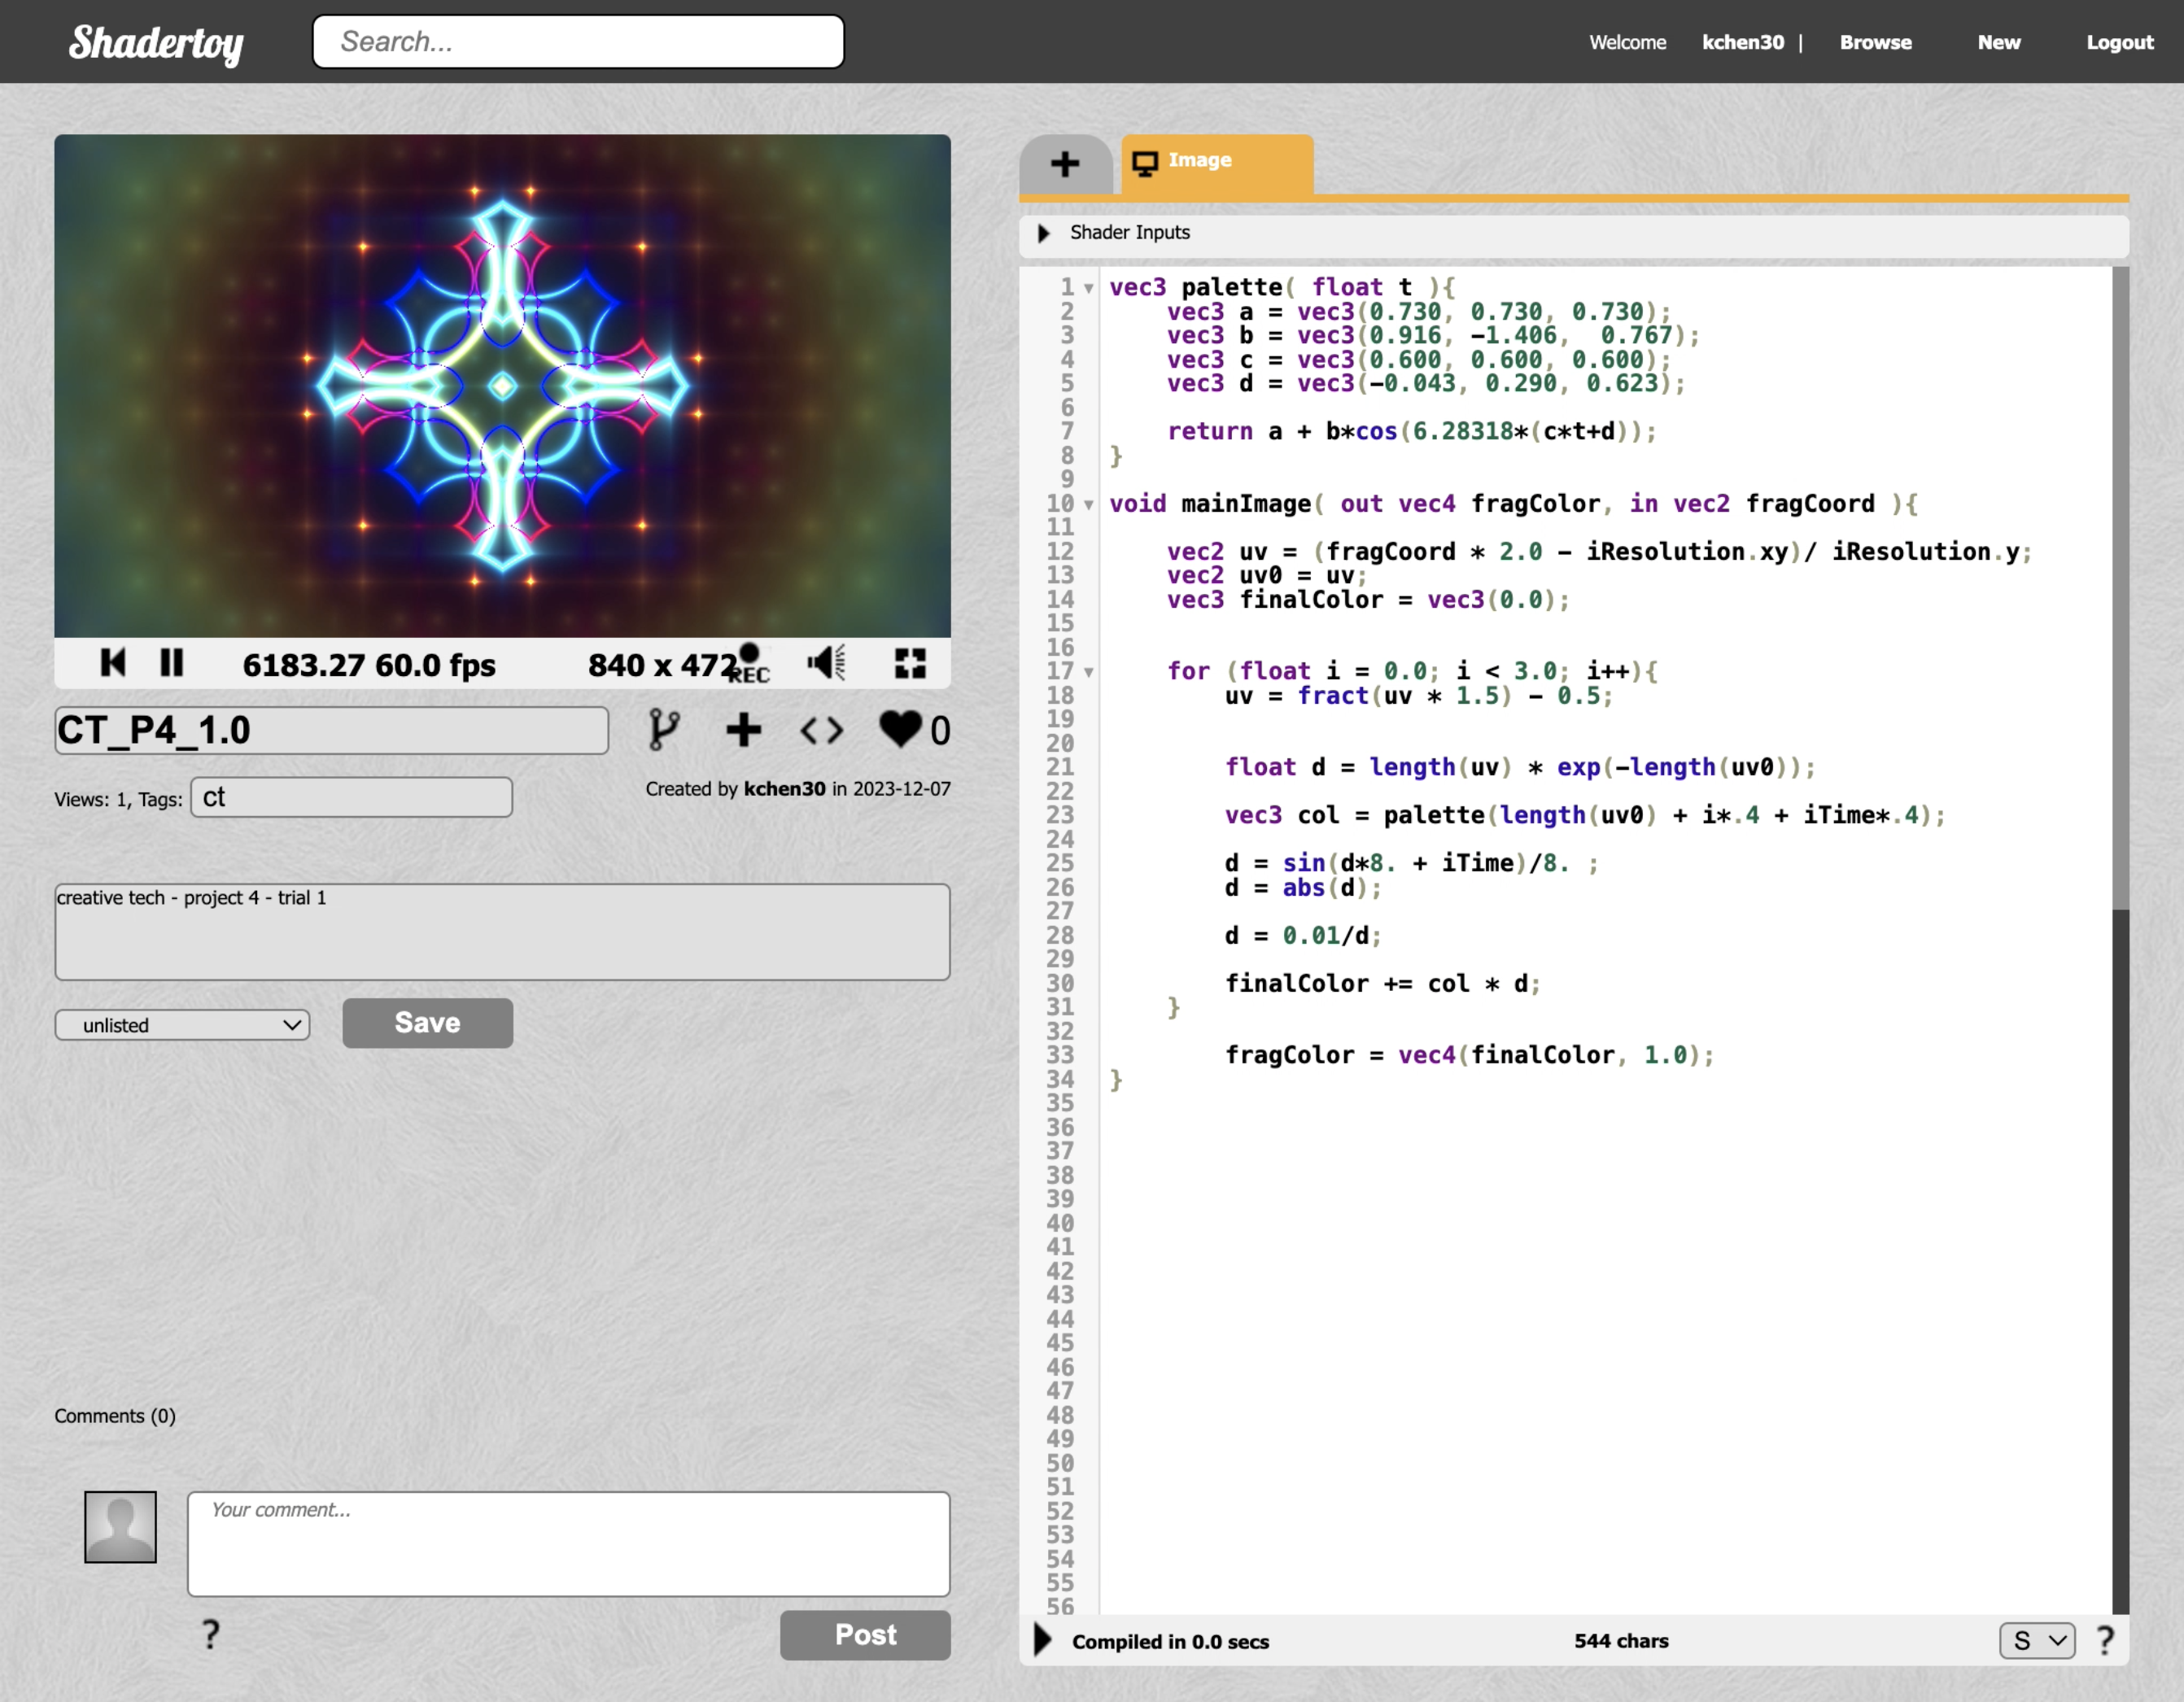 Shadertoy
Search...
Welcome kchen30 | Browse New Logout
6183.27 60.0 fps 840 x 472 REC
CT_P4_1.0
0
Views: 1, Tags: ct
Created by kchen30 in 2023-12-07
creative tech - project 4 - trial 1
unlisted
Save
Comments (0)
Your comment...
?
Post
+ Image
Shader Inputs
1 vec3 palette( float t ){
2 vec3 a = vec3(0.730, 0.730, 0.730);
3 vec3 b = vec3(0.916, -1.406,  0.767);
4 vec3 c = vec3(0.600, 0.600, 0.600);
5 vec3 d = vec3(-0.043, 0.290, 0.623);
6
7 return a + b*cos(6.28318*(c*t+d));
8 }
9
10 void mainImage( out vec4 fragColor, in vec2 fragCoord ){
11
12 vec2 uv = (fragCoord * 2.0 - iResolution.xy)/ iResolution.y;
13 vec2 uv0 = uv;
14 vec3 finalColor = vec3(0.0);
15
16
17 for (float i = 0.0; i < 3.0; i++){
18 uv = fract(uv * 1.5) - 0.5;
19
20
21 float d = length(uv) * exp(-length(uv0));
22
23 vec3 col = palette(length(uv0) + i*.4 + iTime*.4);
24
25 d = sin(d*8. + iTime)/8. ;
26 d = abs(d);
27
28 d = 0.01/d;
29
30 finalColor += col * d;
31 }
32
33 fragColor = vec4(finalColor, 1.0);
34 }
35
36
37
38
39
40
41
42
43
44
45
46
47
48
49
50
51
52
53
54
55
56
Compiled in 0.0 secs 544 chars S ?